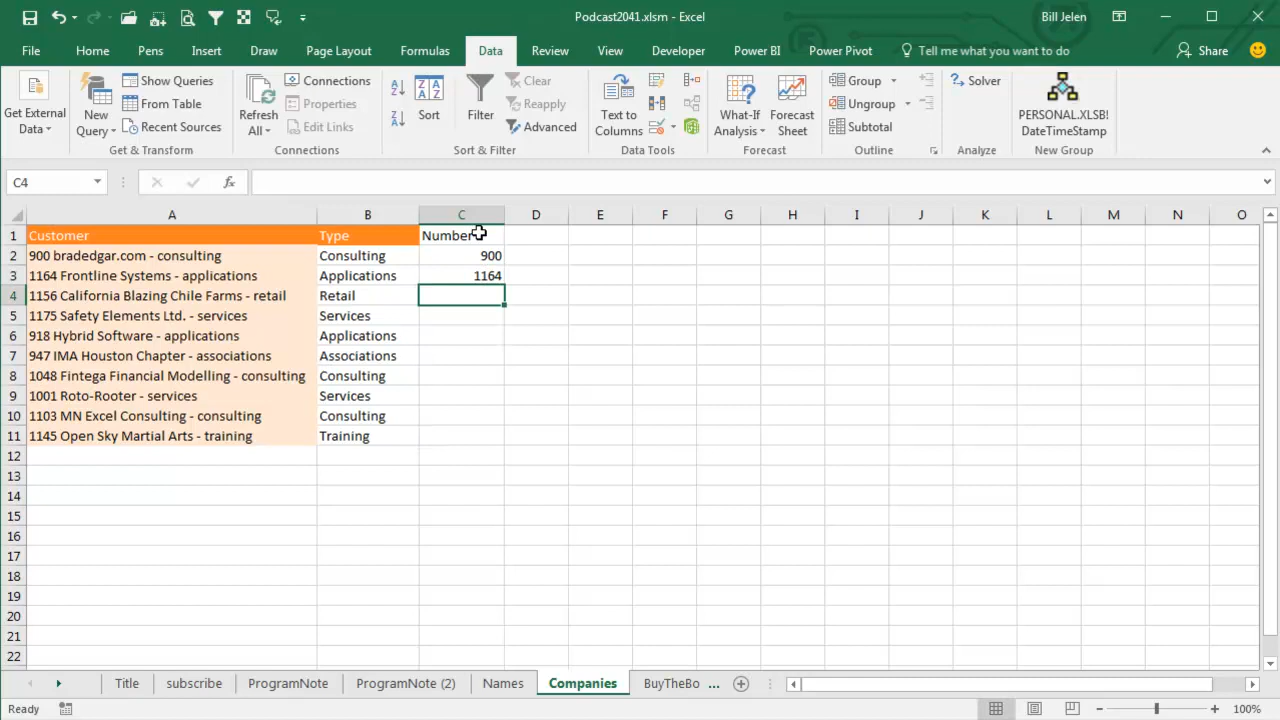 Podcast2041.xlsm - Excel
Bill Jelen
File Home Pens Insert Draw Page Layout Formulas Data Review View Developer Power BI Power Pivot Tell me what you want to do Share
Get External Data
New Query
Show Queries
From Table
Recent Sources
Get & Transform
Refresh All
Connections
Properties
Edit Links
Connections
Sort
Filter
Clear
Reapply
Advanced
Sort & Filter
Text to Columns
Data Tools
What-If Analysis
Forecast Sheet
Forecast
Group
Ungroup
Subtotal
Outline
Solver
Analyze
PERSONAL.XLSB! DateTimeStamp
New Group
C4 fx
A B C D E F G H I J K L M N O
1 Customer Type Number
2 900 bradedgar.com - consulting Consulting 900
3 1164 Frontline Systems - applications Applications 1164
4 1156 California Blazing Chile Farms - retail Retail
5 1175 Safety Elements Ltd. - services Services
6 918 Hybrid Software - applications Applications
7 947 IMA Houston Chapter - associations Associations
8 1048 Fintega Financial Modelling - consulting Consulting
9 1001 Roto-Rooter - services Services
10 1103 MN Excel Consulting - consulting Consulting
11 1145 Open Sky Martial Arts - training Training
12
13
14
15
16
17
18
19
20
21
22
Title subscribe ProgramNote ProgramNote (2) Names Companies BuyTheBo ...
Ready 100%